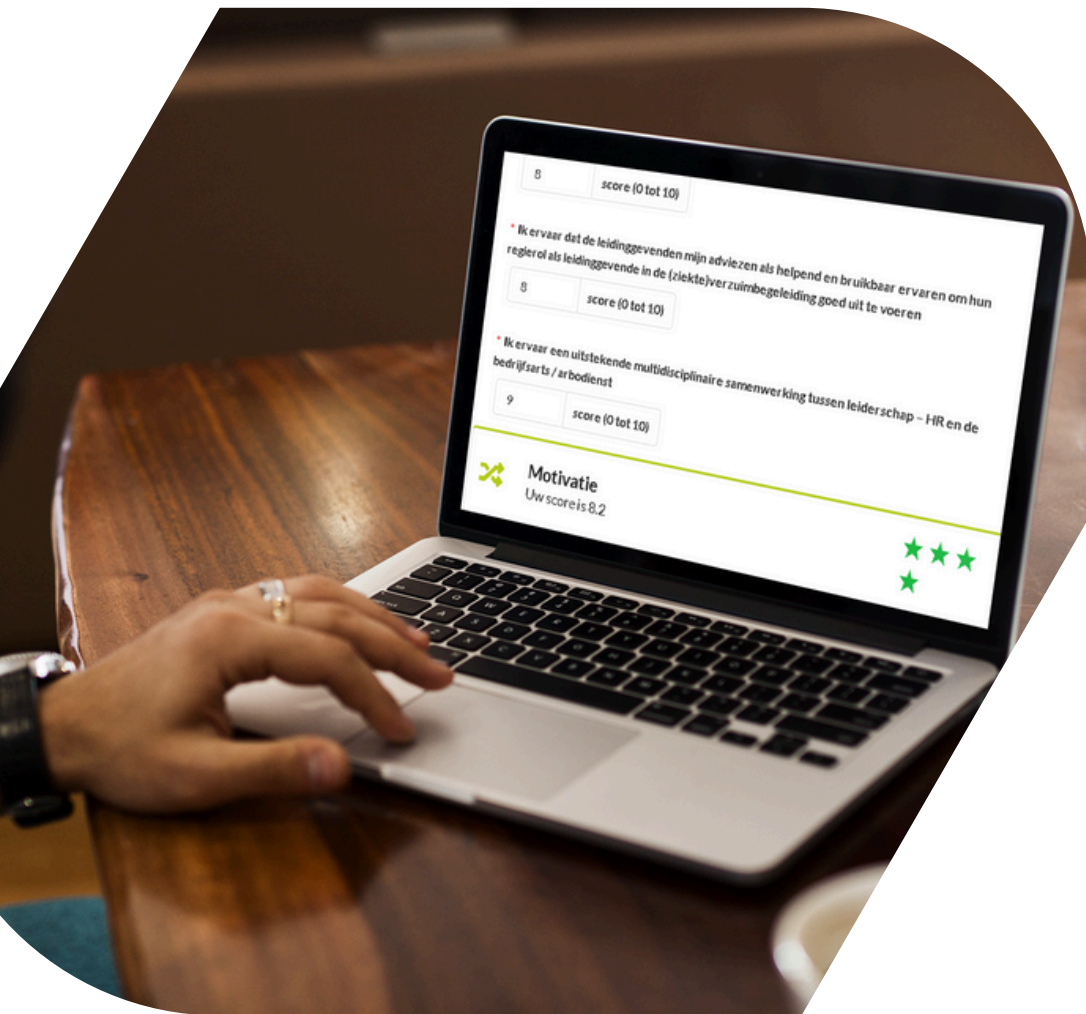 8 score (0 tot 10)
* Ik ervaar dat de leidinggevenden mijn adviezen als helpend en bruikbaar ervaren om hun
regierol als leidinggevende in de (ziekte)verzuimbegeleiding goed uit te voeren
8 score (0 tot 10)
* Ik ervaar een uitstekende multidisciplinaire samenwerking tussen leiderschap – HR en de
bedrijfsarts / arbodienst
9 score (0 tot 10)
Motivatie
Uw score is 8.2